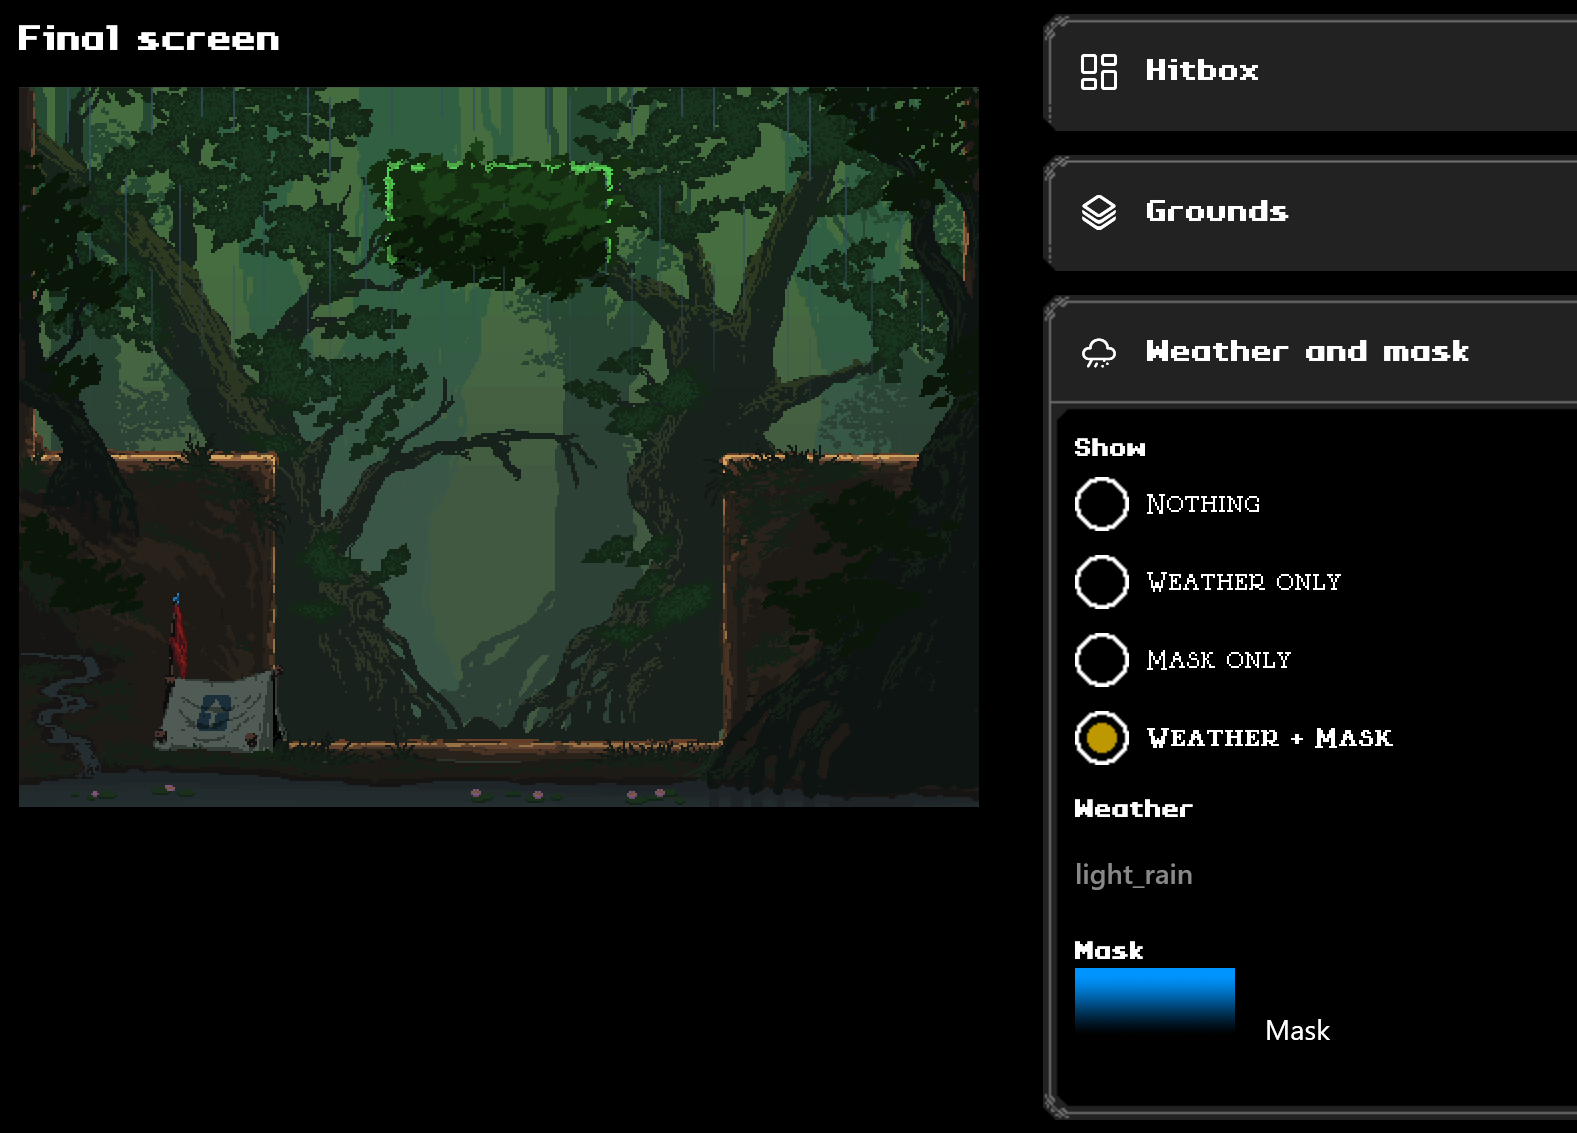 Final screen
Hitbox
Grounds
Weather and mask
Show
Nothing
Weather only
Mask only
Weather + Mask
Weather
light_rain
Mask
Mask